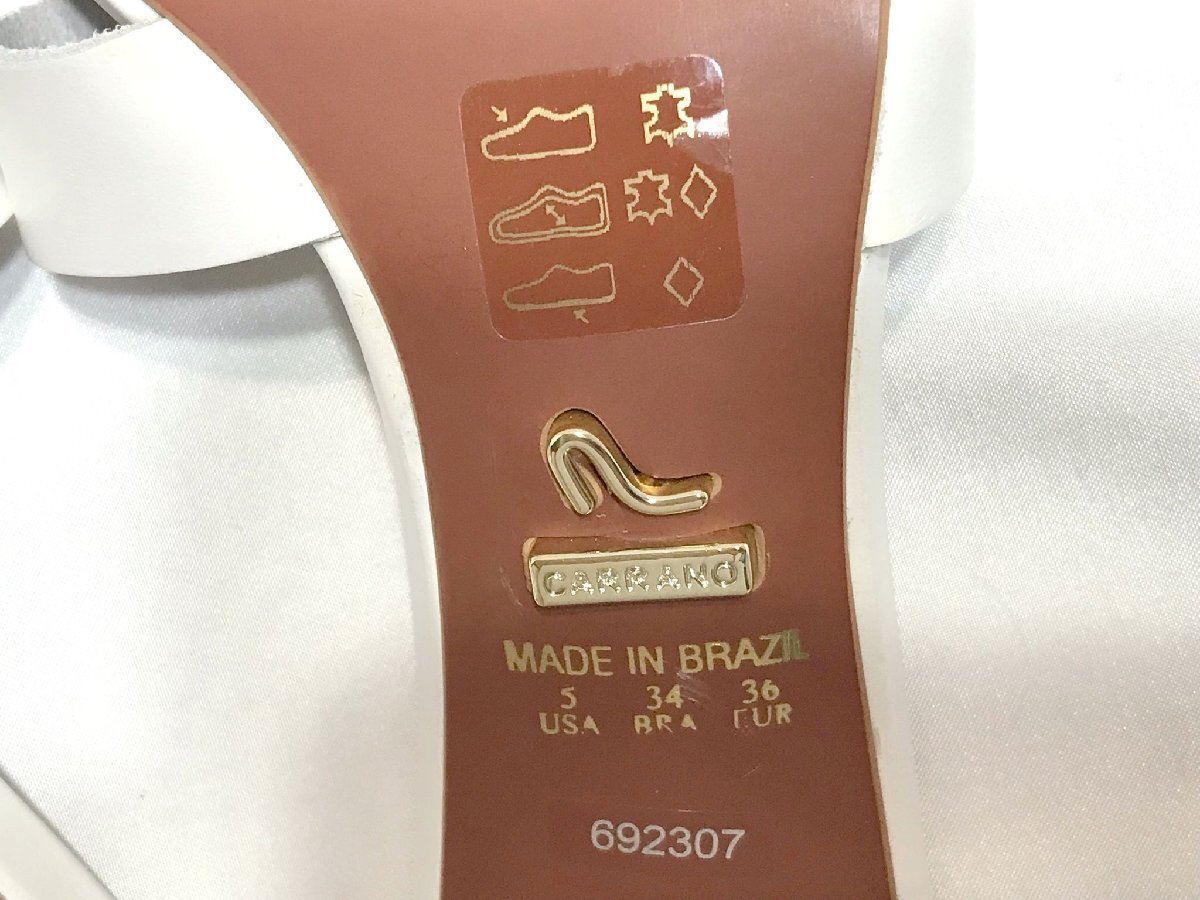 CARRANO
MADE IN BRAZIL
5 34 36
USA BRA EUR
692307